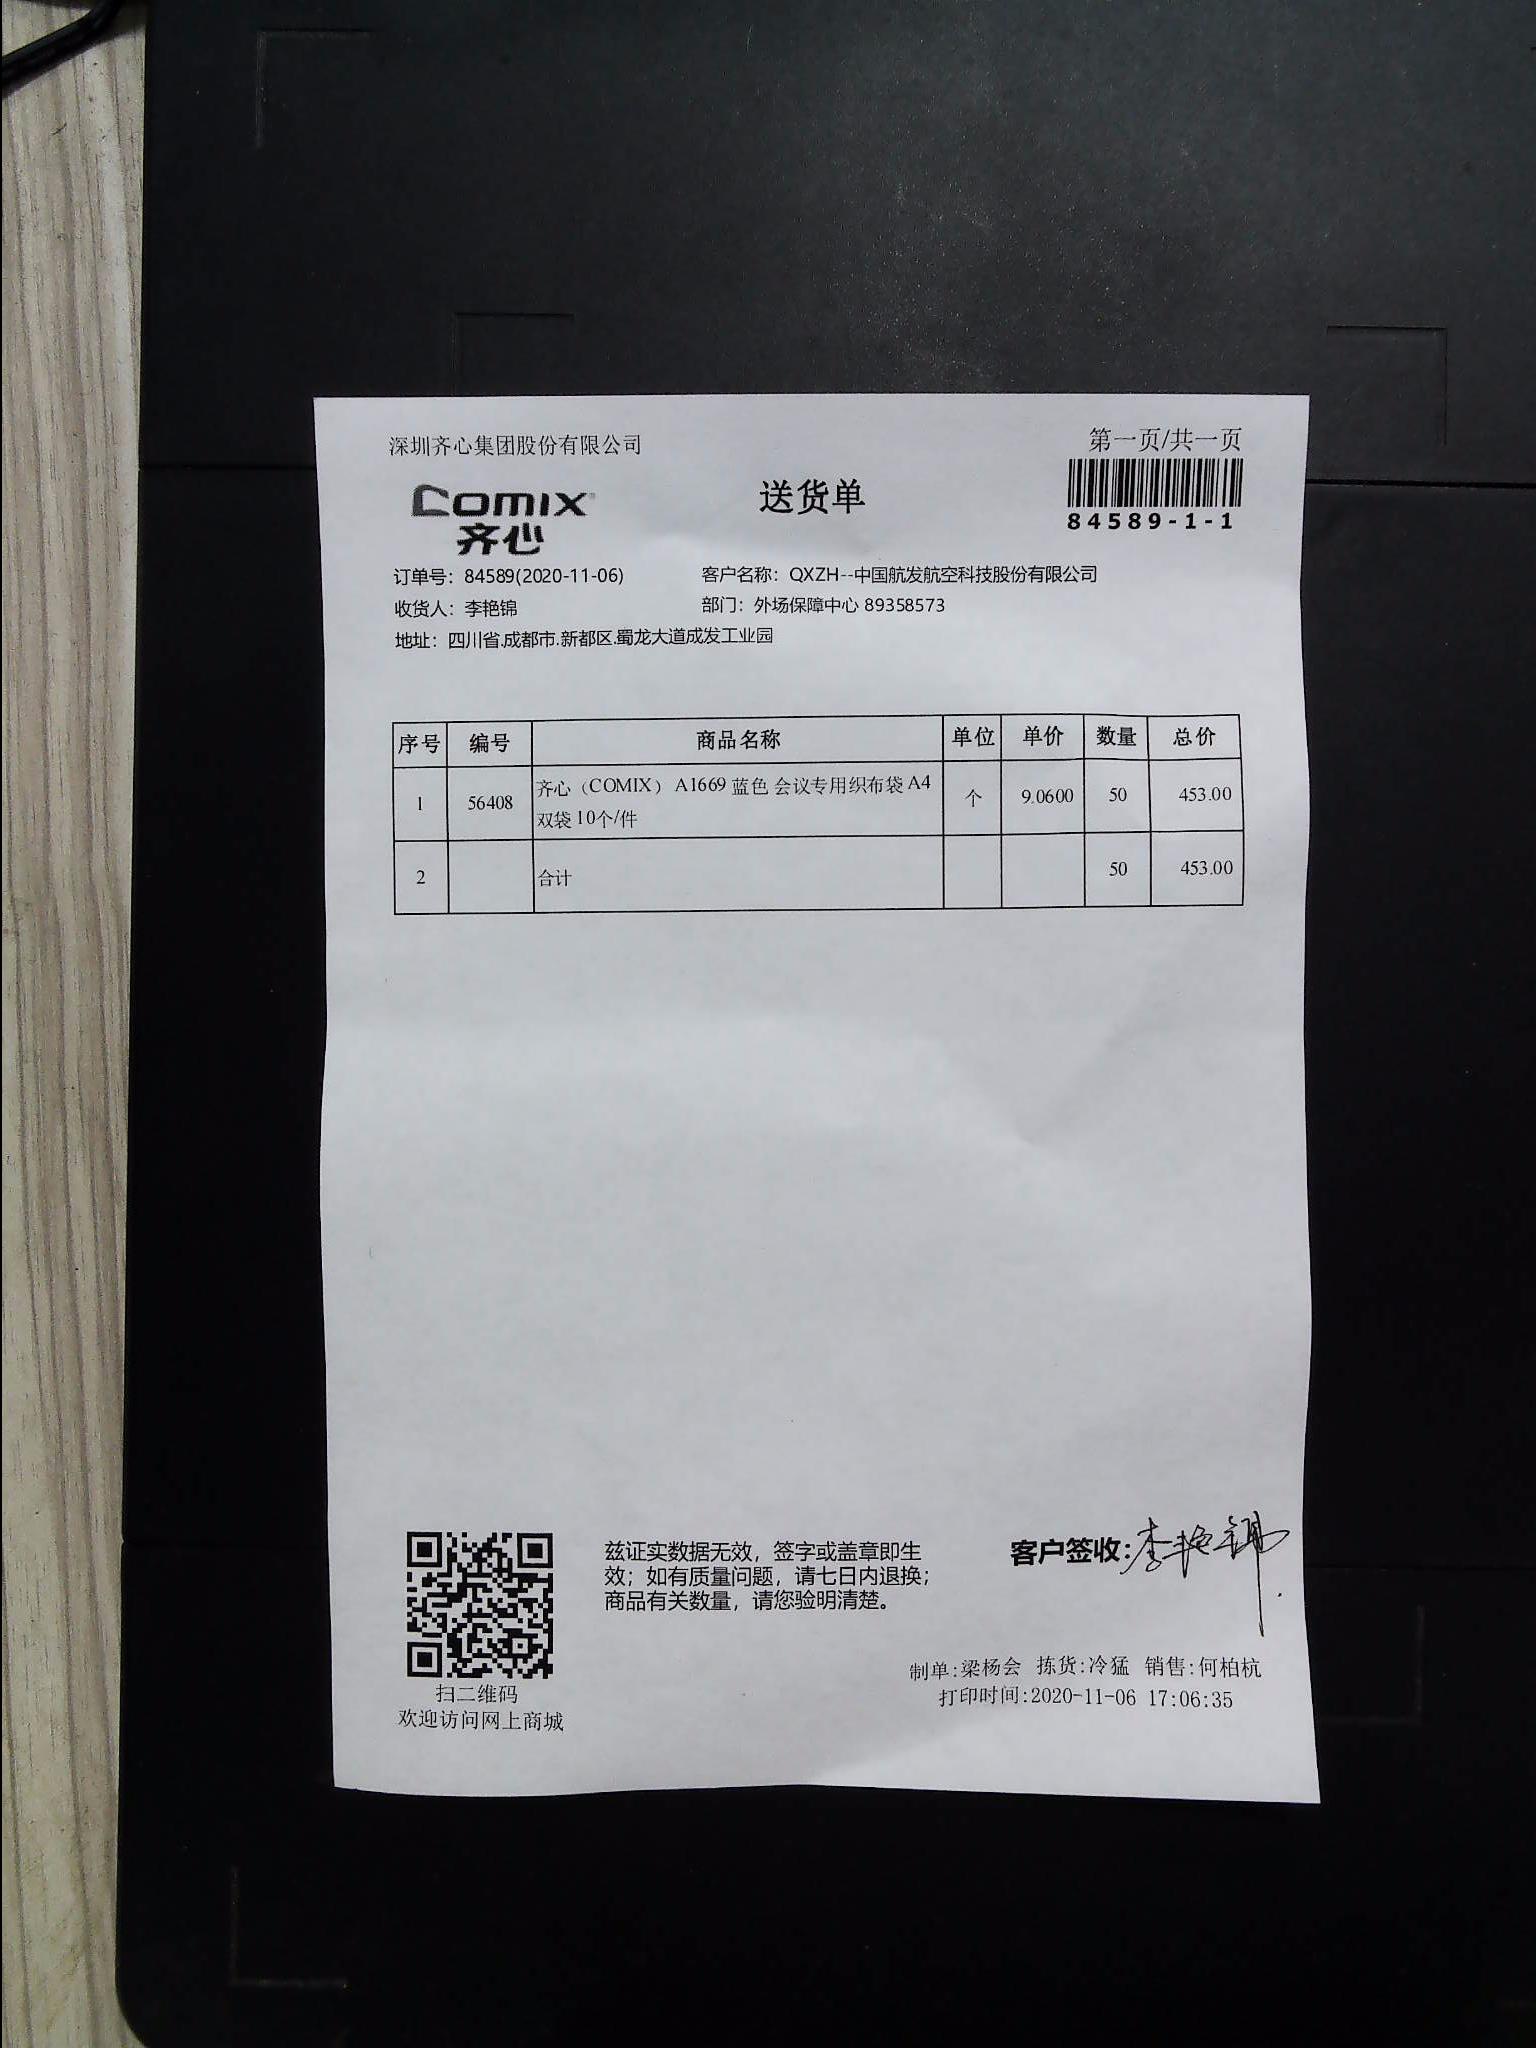 深圳齐心集团股份有限公司
第一页/共一页
COMIX
齐心
送货单
84589-1-1
订单号：84589(2020-11-06)
客户名称：QXZH--中国航发航空科技股份有限公司
收货人：李艳锦
部门：外场保障中心 89358573
地址：四川省.成都市.新都区.蜀龙大道成发工业园
序号 编号 商品名称 单位 单价 数量 总价
1 56408 齐心（COMIX） A1669 蓝色 会议专用织布袋 A4 个 9.0600 50 453.00
双袋 10个/件
2 合计 50 453.00
兹证实数据无效，签字或盖章即生
效；如有质量问题，请七日内退换；
商品有关数量，请您验明清楚。
客户签收：李艳锦
扫二维码
欢迎访问网上商城
制单:梁杨会 拣货:冷猛 销售:何柏杭
打印时间:2020-11-06 17:06:35